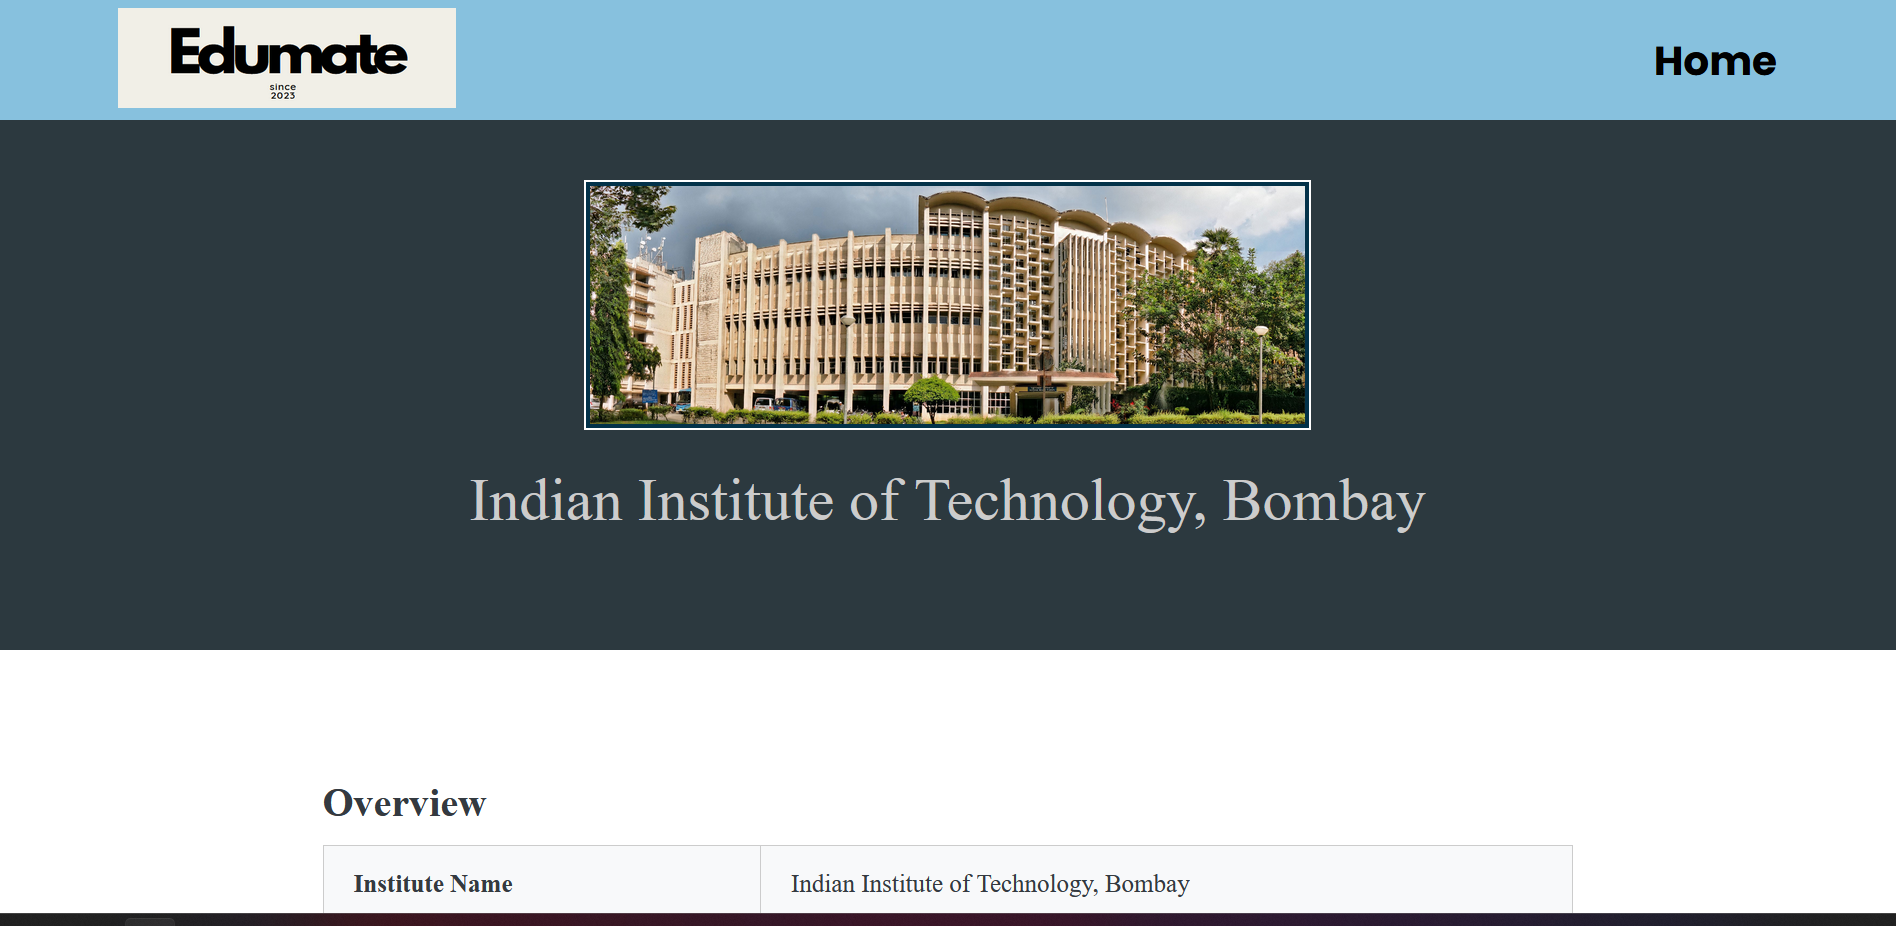 Edumate
since
2023
Home
Indian Institute of Technology, Bombay
Overview
Institute Name
Indian Institute of Technology, Bombay